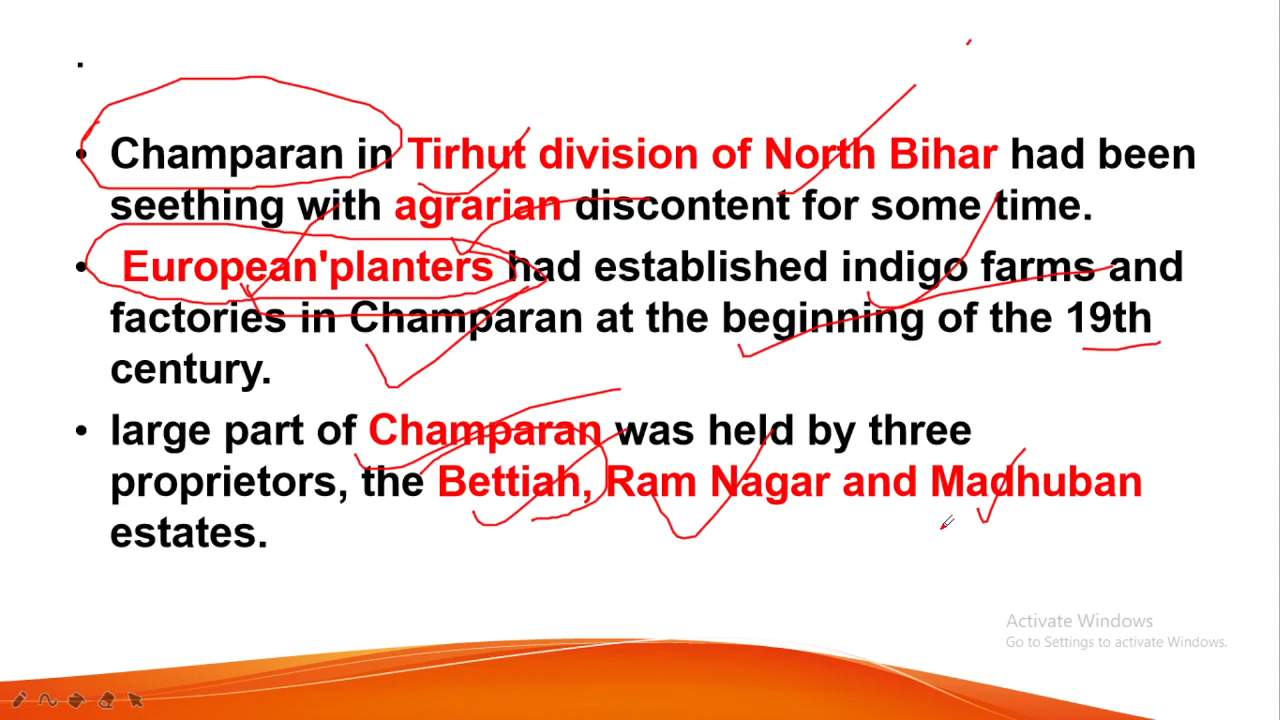 .
• Champaran in Tirhut division of North Bihar had been
seething with agrarian discontent for some time.
• European'planters had established indigo farms and
factories in Champaran at the beginning of the 19th
century.
• large part of Champaran was held by three
proprietors, the Bettiah, Ram Nagar and Madhuban
estates.
Activate Windows
Go to Settings to activate Windows.